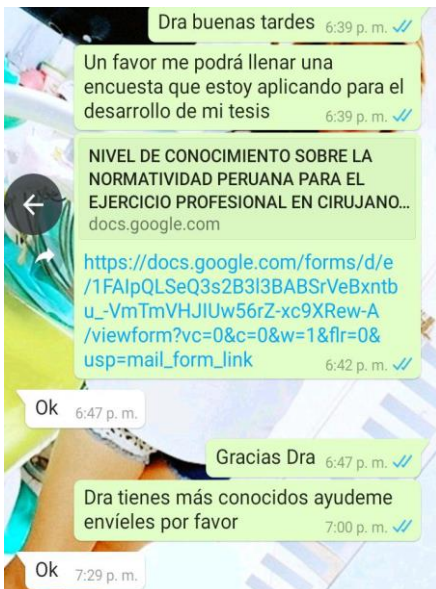 Dra buenas tardes 6:39 p. m.
Un favor me podrá llenar una
encuesta que estoy aplicando para el
desarrollo de mi tesis 6:39 p. m.
NIVEL DE CONOCIMIENTO SOBRE LA
NORMATIVIDAD PERUANA PARA EL
EJERCICIO PROFESIONAL EN CIRUJANO...
docs.google.com
https://docs.google.com/forms/d/e
/1FAIpQLSeQ3s2B3l3BABSrVeBxntb
u_-VmTmVHJIUw56rZ-xc9XRew-A
/viewform?vc=0&c=0&w=1&flr=0&
usp=mail_form_link 6:42 p. m.
Ok 6:47 p. m.
Gracias Dra 6:47 p. m.
Dra tienes más conocidos ayudeme
envíeles por favor 7:00 p. m.
Ok 7:29 p. m.